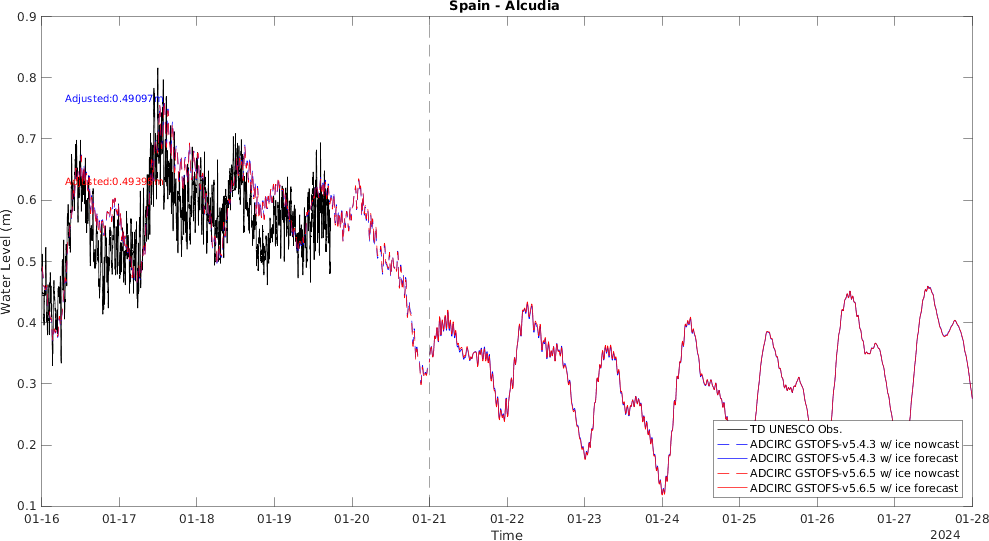 Spain - Alcudia
0.9
0.8
0.7
0.6
0.5
0.4
0.3
0.2
0.1
Water Level (m)
Adjusted:0.49097m
TD UNESCO Obs.
ADCIRC GSTOFS-v5.4.3 w/ ice nowcast
ADCIRC GSTOFS-v5.4.3 w/ ice forecast
ADCIRC GSTOFS-v5.6.5 w/ ice nowcast
ADCIRC GSTOFS-v5.6.5 w/ ice forecast
01-16 01-17 01-18 01-19 01-20 01-21 01-22 01-23 01-24 01-25 01-26 01-27 01-28
Time
2024